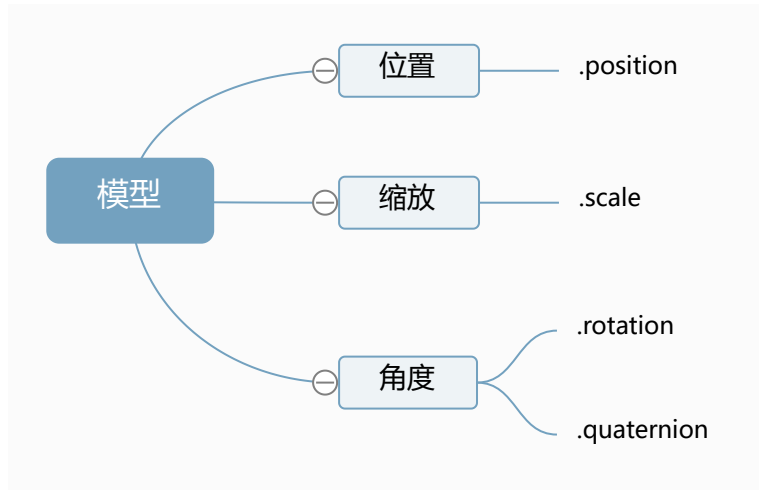 模型
位置
.position
缩放
.scale
角度
.rotation
.quaternion